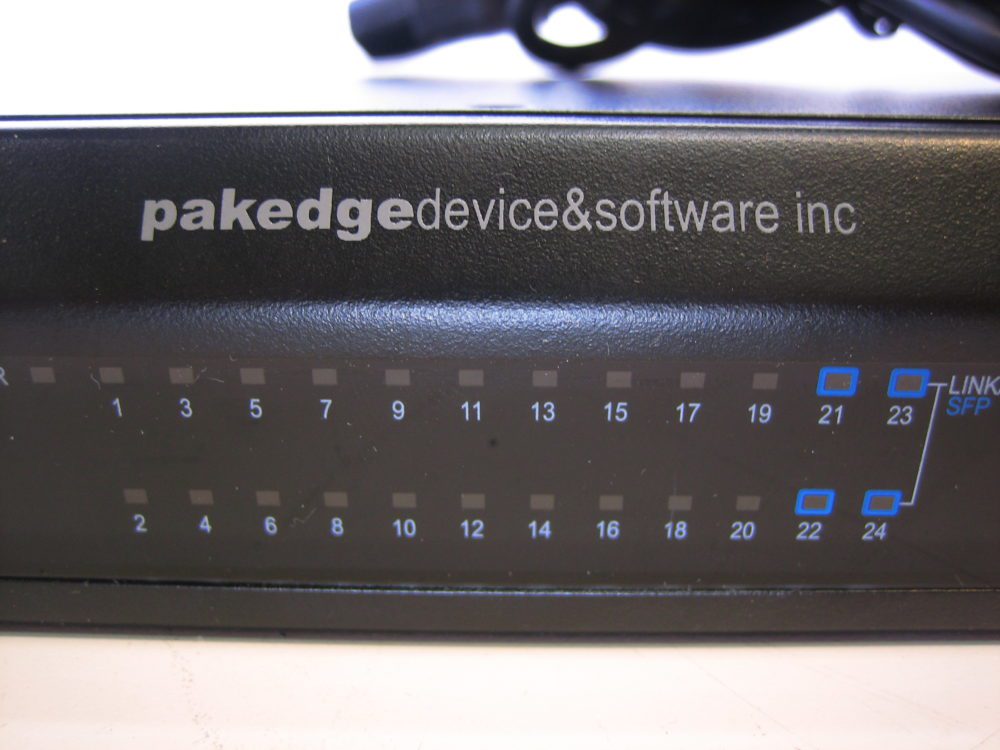 pakedgedevice&software inc
R
1 3 5 7 9 11 13 15 17 19 21 23 LINK
SFP
2 4 6 8 10 12 14 16 18 20 22 24